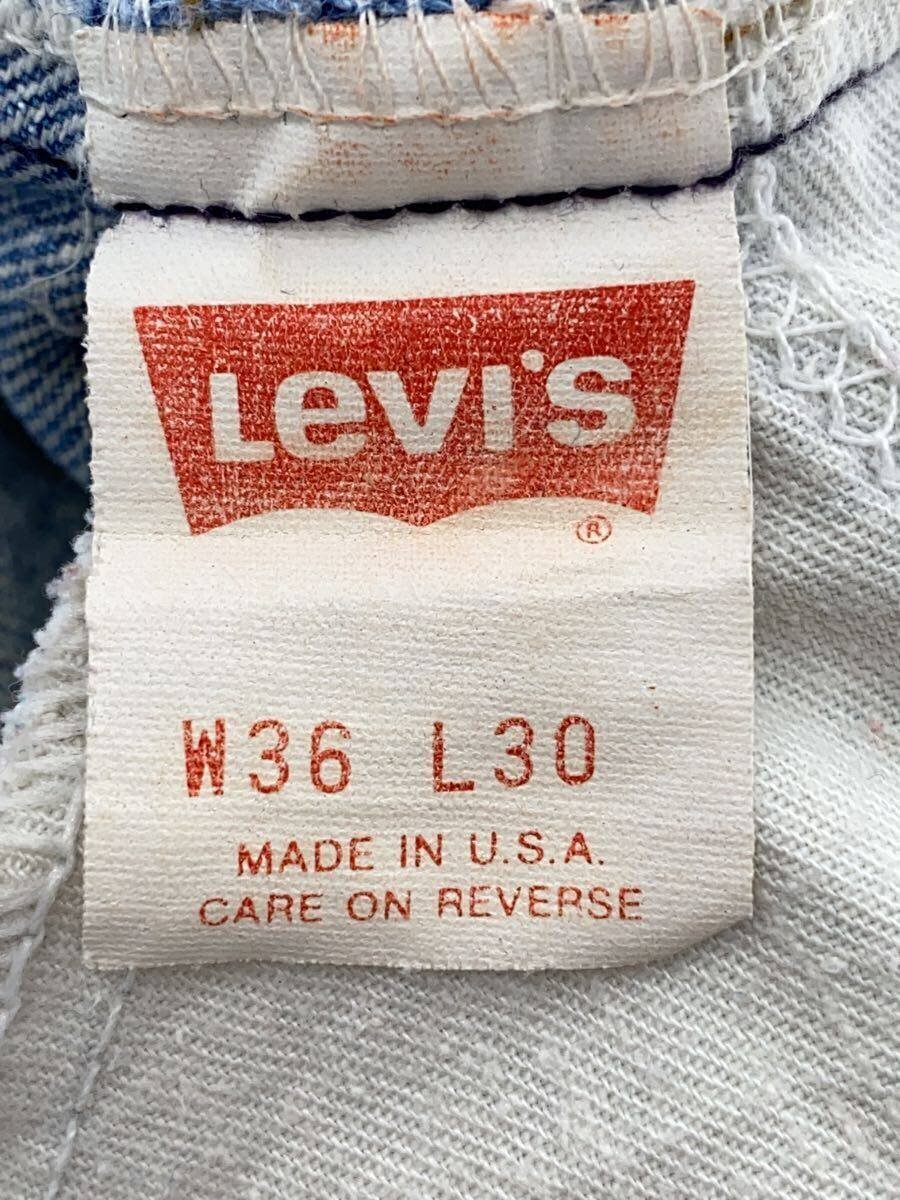 Levi's
®
W36 L30
MADE IN U.S.A.
CARE ON REVERSE